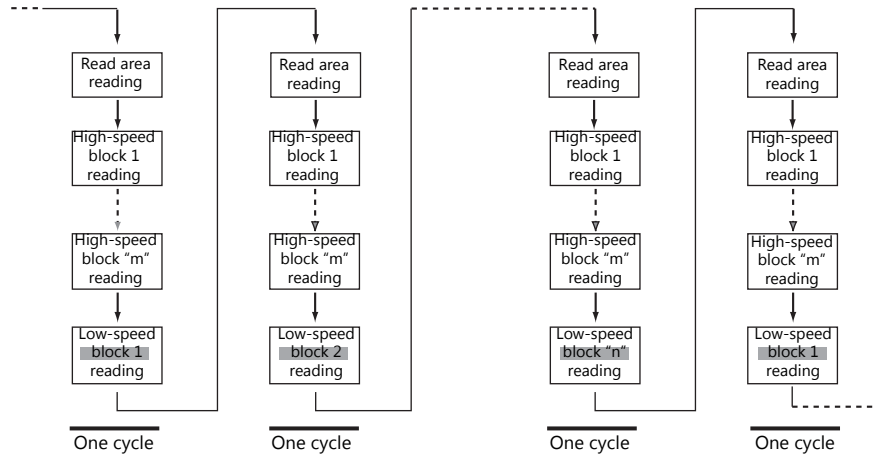 Read area
reading
High-speed
block 1
reading
High-speed
block "m"
reading
Low-speed
block 1
reading
One cycle
Read area
reading
High-speed
block 1
reading
High-speed
block "m"
reading
Low-speed
block 2
reading
One cycle
Read area
reading
High-speed
block 1
reading
High-speed
block "m"
reading
Low-speed
block "n"
reading
One cycle
Read area
reading
High-speed
block 1
reading
High-speed
block "m"
reading
Low-speed
block 1
reading
One cycle